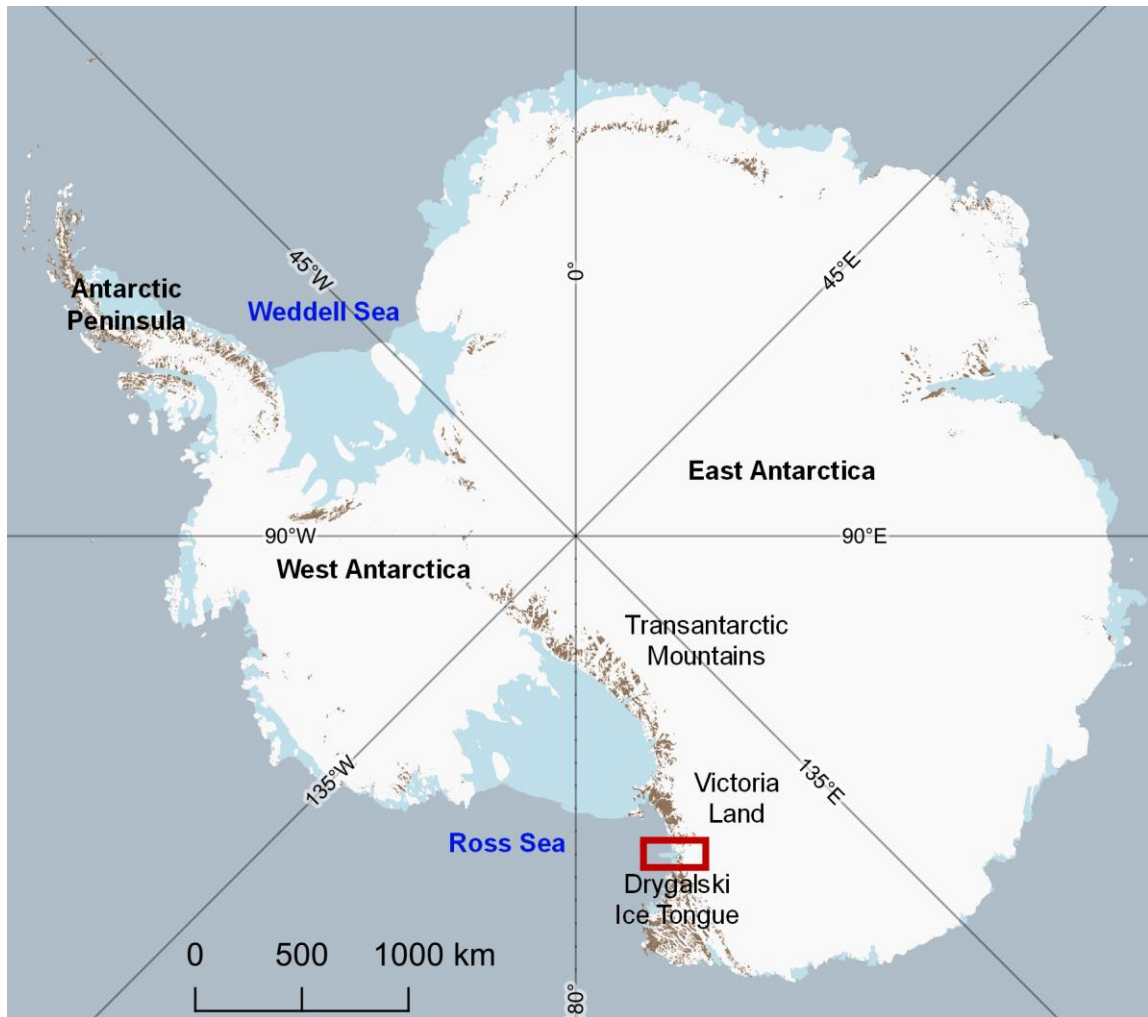 45°W
0°
45°E
Antarctic
Peninsula
Weddell Sea
East Antarctica
90°W
90°E
West Antarctica
Transantarctic
Mountains
135°W
135°E
Victoria
Land
Ross Sea
Drygalski
Ice Tongue
0 500 1000 km
80°